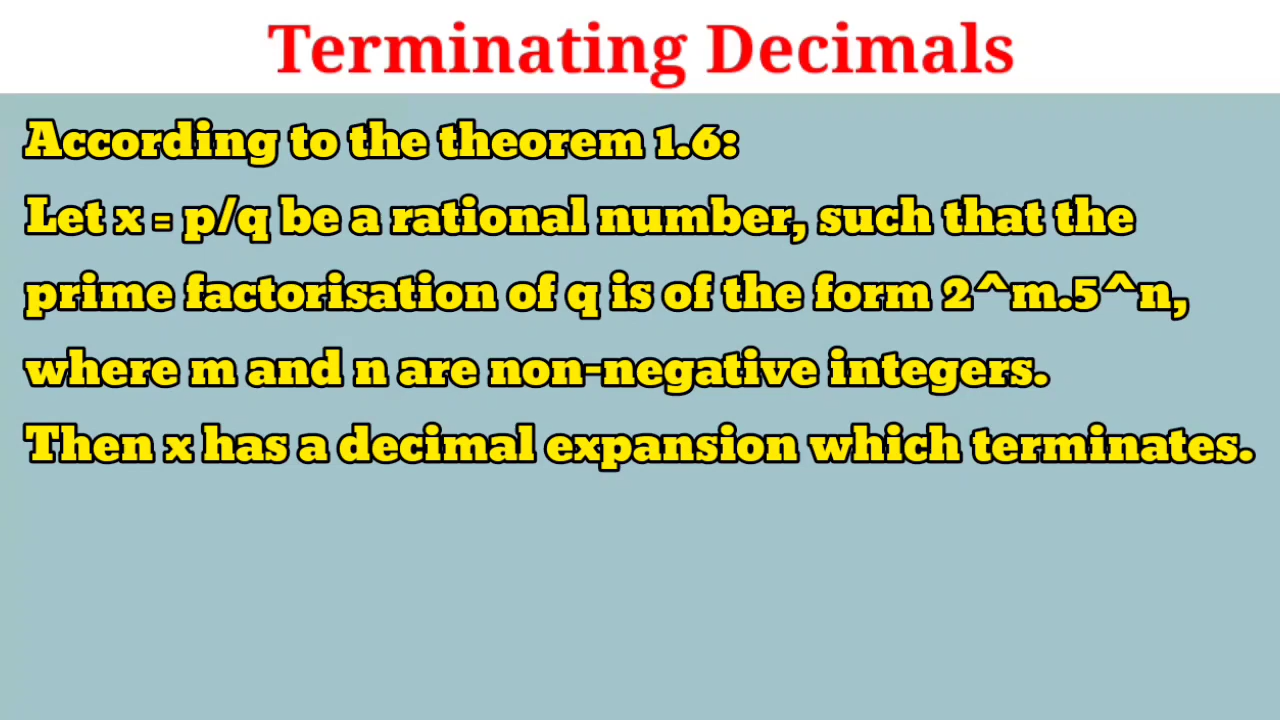 Terminating Decimals
According to the theorem 1.6:
Let x = p/q be a rational number, such that the
prime factorisation of q is of the form 2^m.5^n,
where m and n are non-negative integers.
Then x has a decimal expansion which terminates.